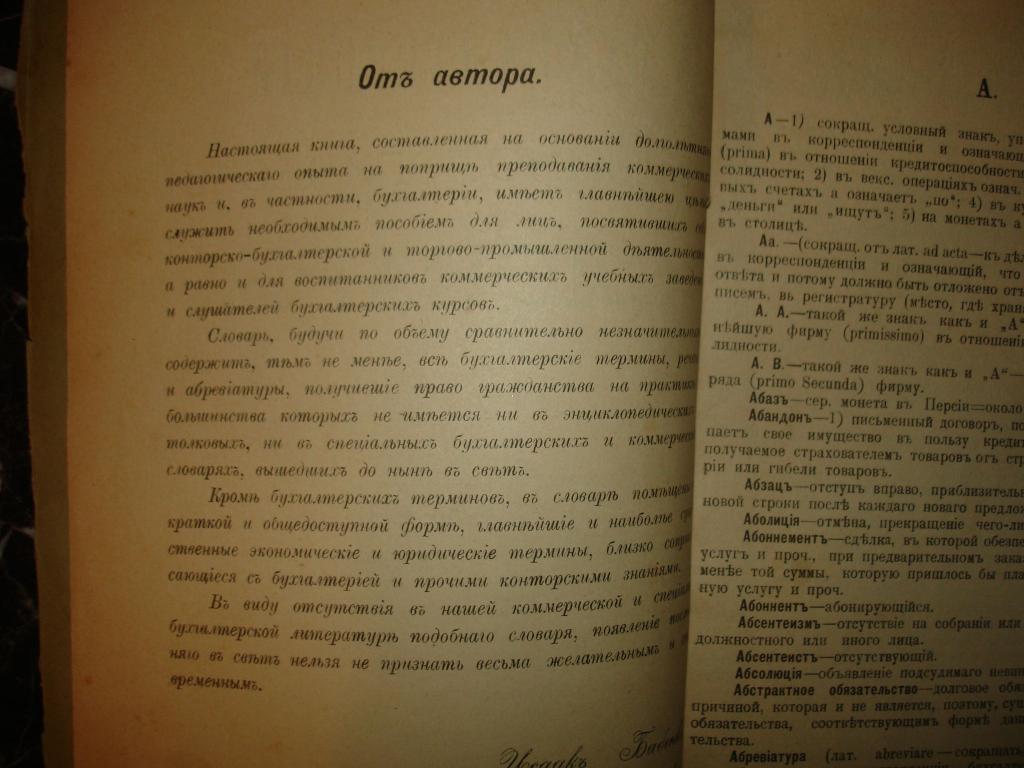 Отъ автора.
Настоящая книга, составленная на основаніи
педагогическаго опыта на поприщѣ преподаванія
наукъ и, въ частности, бухгалтеріи, имѣетъ главнѣйшею
служить необходимымъ пособіемъ для лицъ, посвятившихъ
конторско-бухгалтерской и торгово-промышленной
а равно и для воспитанниковъ коммерческихъ учебныхъ
и слушателей бухгалтерскихъ курсовъ.
Словарь, будучи по объему сравнительно
содержитъ, тѣмъ не менѣе, всѣ бухгалтерскіе термины,
и абревіатуры, получившіе право гражданства на
большинства которыхъ не имѣется ни въ
толковыхъ, ни въ спеціальныхъ бухгалтерскихъ и
словаряхъ, вышедшихъ до нынѣ въ свѣтъ.
Кромѣ бухгалтерскихъ терминовъ, въ словарѣ
краткой и общедоступной формѣ, главнѣйшіе и наиболѣе
ственные экономическіе и юридическіе термины, близко
сающіеся съ бухгалтеріей и прочими конторскими знаніями.
Въ виду отсутствія въ нашей коммерческой и
бухгалтерской литературѣ подобнаго словаря, появленіе
няго въ свѣтъ нельзя не признать весьма желательнымъ и
временнымъ.
Исаакъ
А.
А—1) сокращ. условный знакъ,
мами въ корреспонденціи и
(prima) въ отношеніи кредитоспособности
солидности; 2) въ векс. операціяхъ означ.
выхъ счетахъ а означаетъ „по“; 4) въ
„деньги“ или „ищутъ“; 5) на монетахъ а
въ столицѣ.
Аа.—(сокращ. отъ лат. ad acta—къ
въ корреспонденціи и означающій, что
отвѣта и потому должно быть отложено
писемъ, въ регистратуру (мѣсто, гдѣ
А. А.—такой же знакъ какъ и „А“
нѣйшую фирму (primissimo) въ
лидности.
А. В.—такой же знакъ какъ и „А“—
ряда (primo Secunda) фирму.
Абазъ—сер. монета въ Персіи=около
Абандонъ—1) письменный договоръ,
паетъ свое имущество въ пользу
получаемое страхователемъ товаровъ отъ
ріи или гибели товаровъ.
Абзацъ—отступъ вправо,
новой строки послѣ каждаго новаго
Аболиція—отмѣна, прекращеніе
Абоннементъ—сдѣлка, въ которой
услугъ и проч., при предварительномъ
менѣе той суммы, которую пришлось бы
ную услугу и проч.
Абоннентъ—абонирующійся.
Абсентеизмъ—отсутствіе на собраніи или
должностного или иного лица.
Абсентеистъ—отсутствующій.
Абсолюція—объявленіе подсудимаго
Абстрактное обязательство—долговое
причиной, которая и не является, поэтому,
обязательства, соотвѣтствующимъ формѣ
тельства.
Абревіатура (лат. abreviare—сокращать,